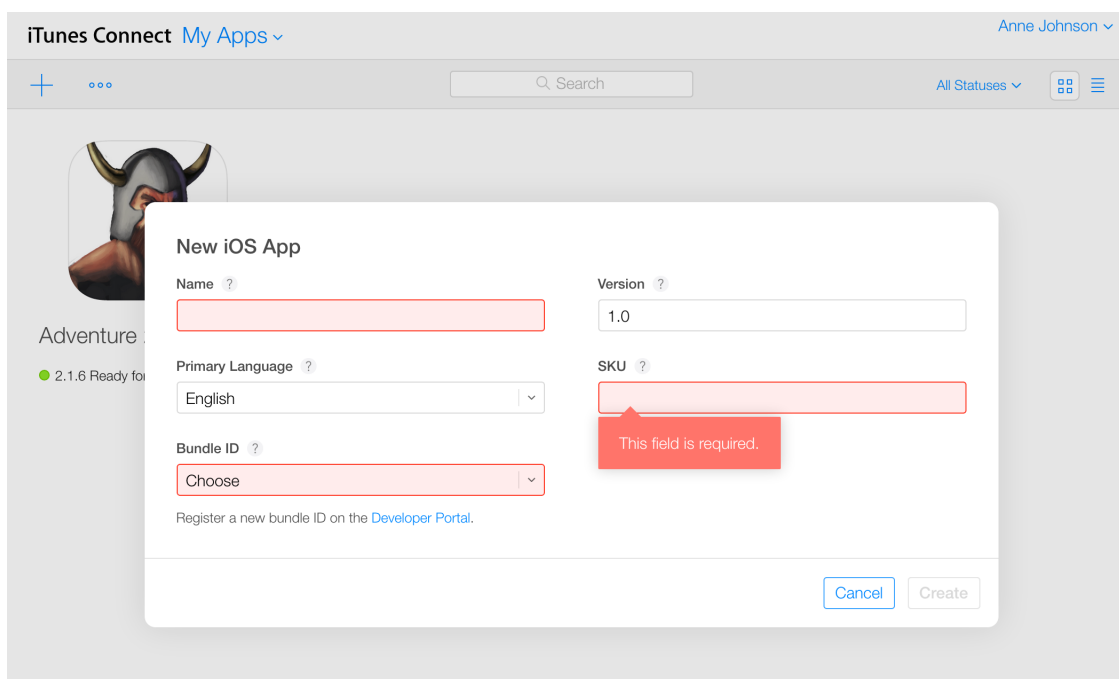 iTunes Connect My Apps
Anne Johnson
Search
All Statuses
New iOS App
Name ?
Version ?
1.0
Adventure
Primary Language ?
SKU ?
2.1.6 Ready for
English
This field is required.
Bundle ID ?
Choose
Register a new bundle ID on the Developer Portal.
Cancel
Create